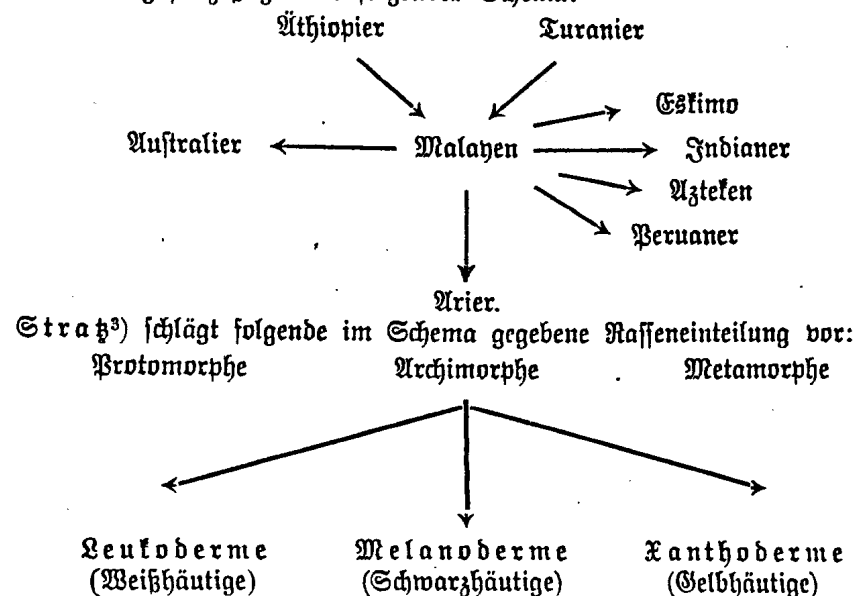 Äthiopier Turanier
Eskimo
Australier Malayen Indianer
Azteken
Peruaner
Arier.
Stratz³) schlägt folgende im Schema gegebene Rasseneinteilung vor:
Protomorphe Archimorphe Metamorphe
Leukoderme Melanoderme Xanthoderme
(Weißhäutige) (Schwarzhäutige) (Gelbhäutige)